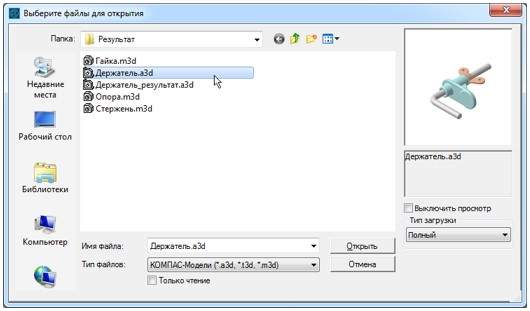 Выберите файлы для открытия
Папка: Результат
Недавние места
Рабочий стол
Библиотеки
Компьютер
Гайка.m3d
Держатель.a3d
Держатель_результат.a3d
Опора.m3d
Стержень.m3d
Держатель.a3d
Выключить просмотр
Тип загрузки
Полный
Имя файла: Держатель.a3d Открыть
Тип файлов: КОМПАС-Модели (*.a3d, *.t3d, *.m3d) Отмена
Только чтение